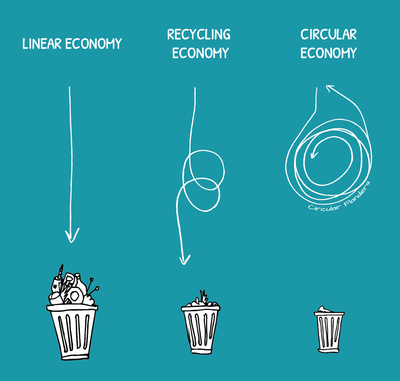 LINEAR ECONOMY
RECYCLING
ECONOMY
CIRCULAR
ECONOMY
Circular Flanders